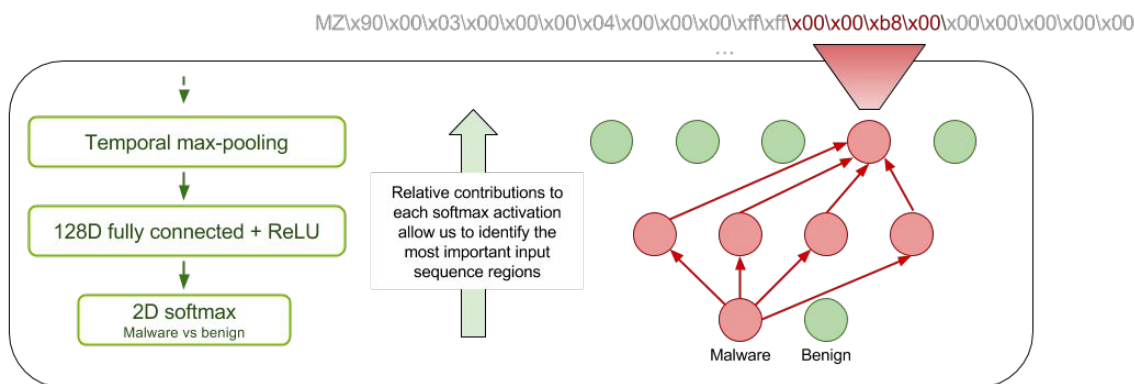 MZ\x90\x00\x03\x00\x00\x00\x04\x00\x00\x00\xff\xff\x00\x00\xb8\x00\x00\x00\x00\x00\x00
...
Temporal max-pooling
128D fully connected + ReLU
2D softmax
Malware vs benign
Relative contributions to
each softmax activation
allow us to identify the
most important input
sequence regions
Malware
Benign